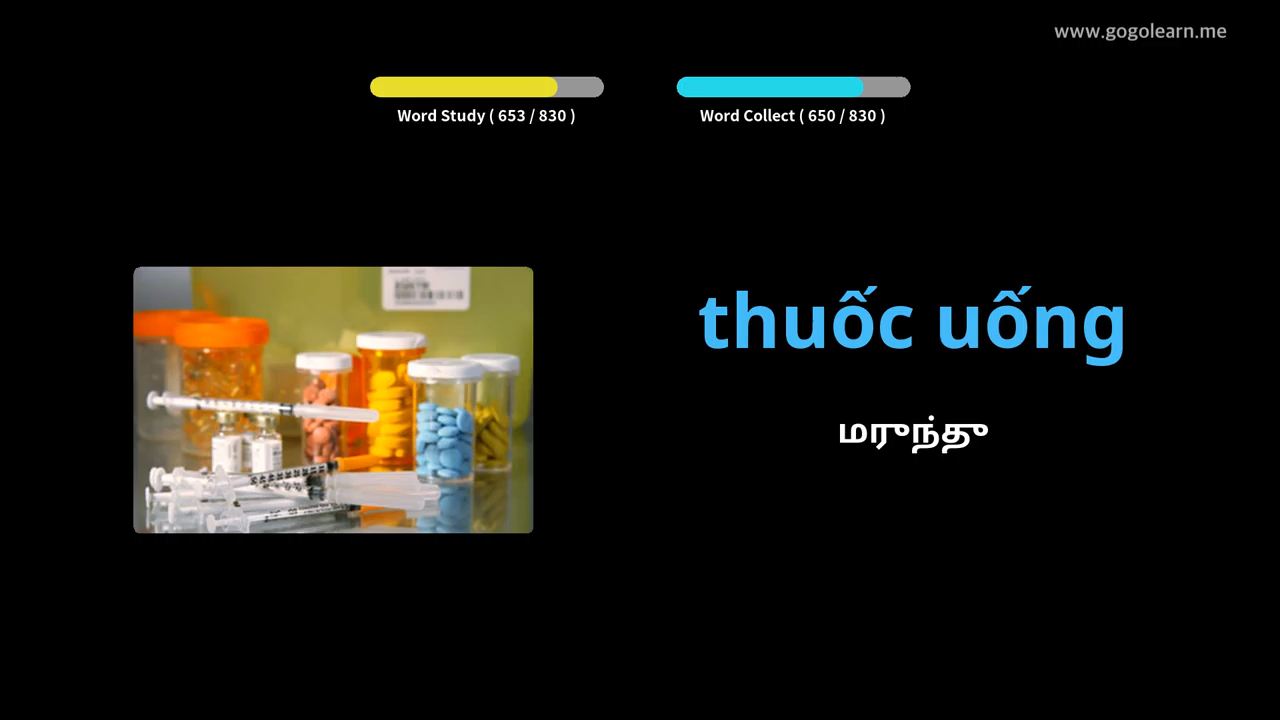 www.gogolearn.me
Word Study ( 653 / 830 )
Word Collect ( 650 / 830 )
thuốc uống
மருந்து